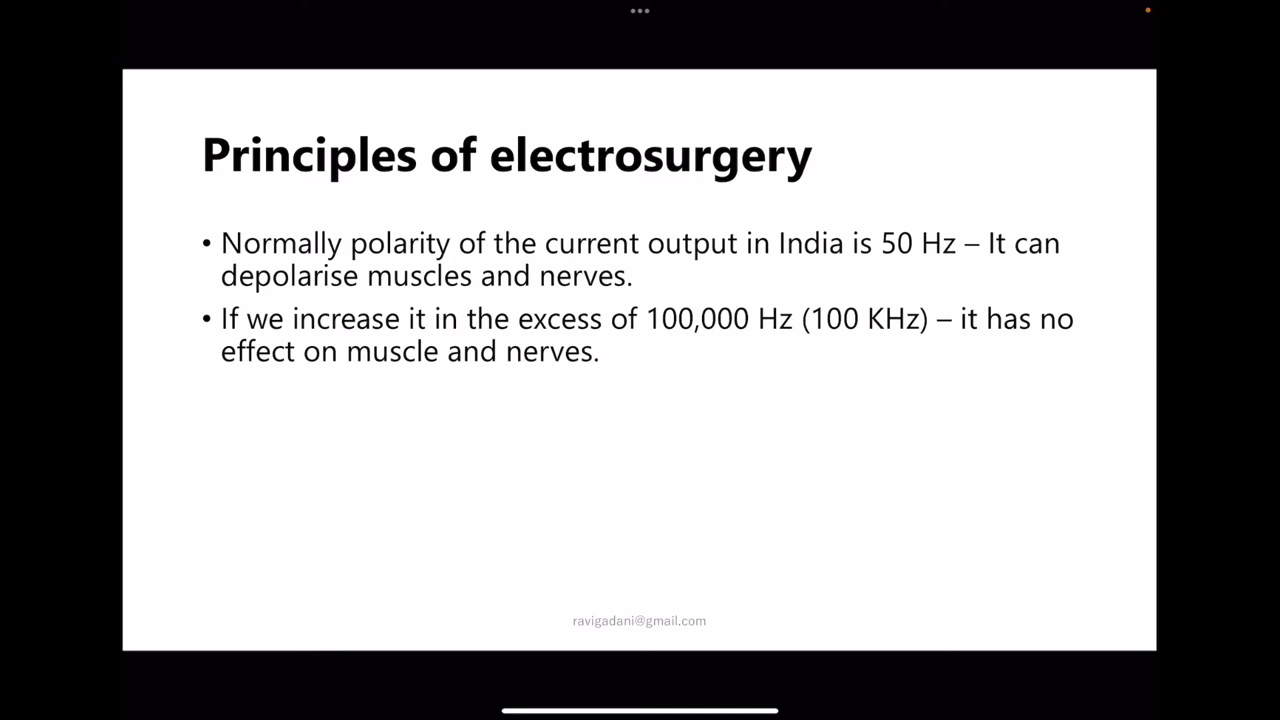 Principles of electrosurgery
• Normally polarity of the current output in India is 50 Hz – It can
depolarise muscles and nerves.
• If we increase it in the excess of 100,000 Hz (100 KHz) – it has no
effect on muscle and nerves.
ravigadani@gmail.com